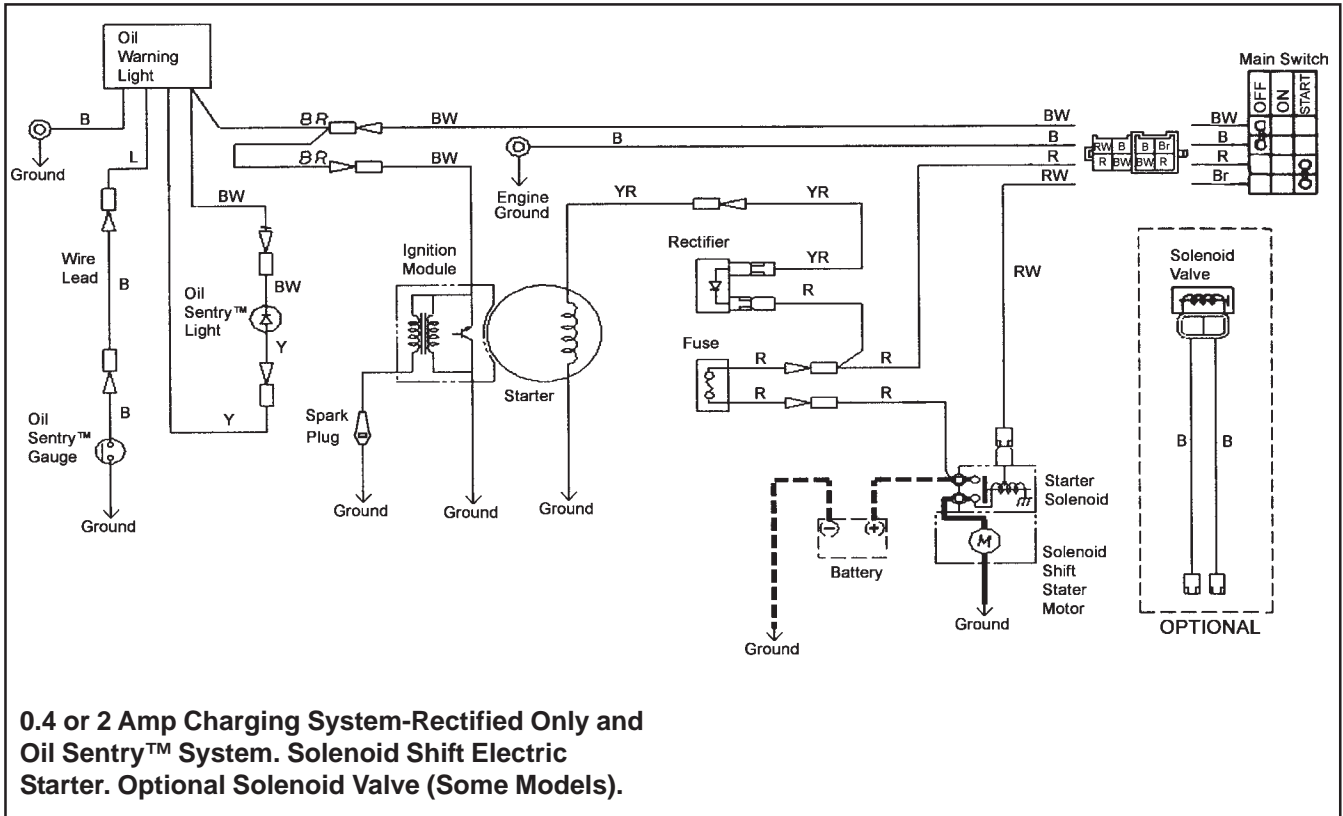 Oil
Warning
Light
Main Switch
OFF
ON
START
B
L
BR
BW
BW
BW
B
B
B
R
R
RW
Br
RW B B Br
R BW BW R
BR
BW
Ground
Engine
Ground
YR
YR
BW
Wire
Lead
B
Ignition
Module
Rectifier
YR
R
RW
Solenoid
Valve
Oil
Sentry™
Light
BW
Y
Fuse
R
R
R
R
Starter
Oil
Sentry™
Gauge
B
Y
Spark
Plug
B
B
Ground
Ground
Ground
Ground
Starter
Solenoid
Battery
M
Solenoid
Shift
Stater
Motor
Ground
Ground
OPTIONAL
0.4 or 2 Amp Charging System-Rectified Only and
Oil Sentry™ System. Solenoid Shift Electric
Starter. Optional Solenoid Valve (Some Models).